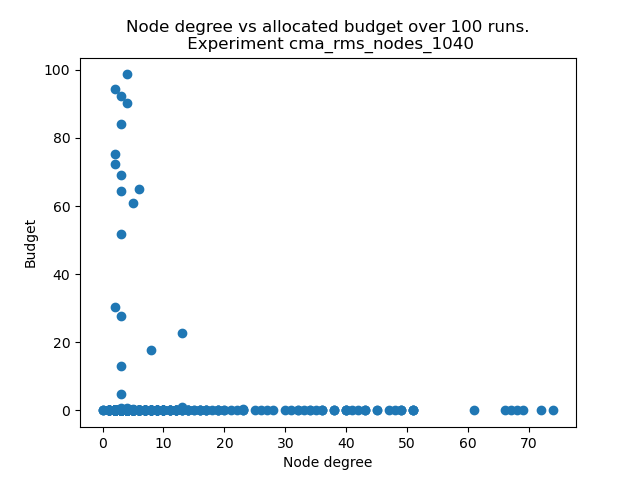 Node degree vs allocated budget over 100 runs.
Experiment cma_rms_nodes_1040
100
80
60
40
20
0
Budget
0 10 20 30 40 50 60 70
Node degree